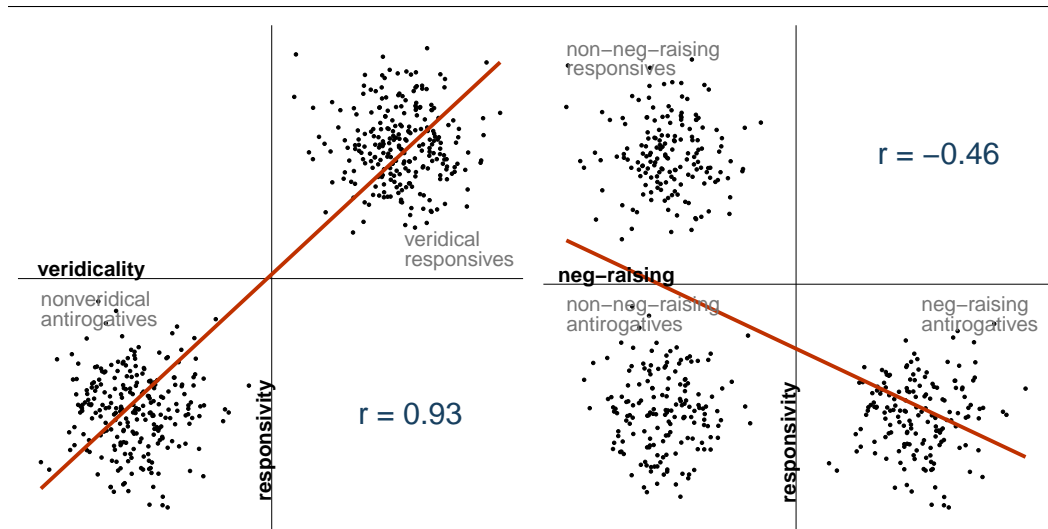 veridical
responsives
veridicality
nonveridical
antirogatives
responsivity
r = 0.93
non−neg−raising
responsives
r = −0.46
neg−raising
non−neg−raising
antirogatives
neg−raising
antirogatives
responsivity